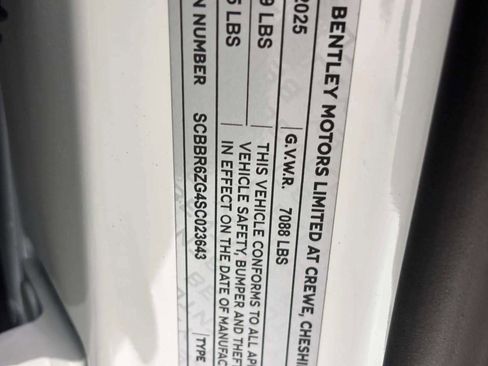 BENTLEY MOTORS LIMITED AT CREWE, CHESHI
2025 G.V.W.R. 7088 LBS
9 LBS THIS VEHICLE CONFORMS TO ALL AP
5 LBS VEHICLE SAFETY, BUMPER AND THEF
IN EFFECT ON THE DATE OF MANUFAC
N NUMBER SCBBR6ZG4SC023643 TYPE